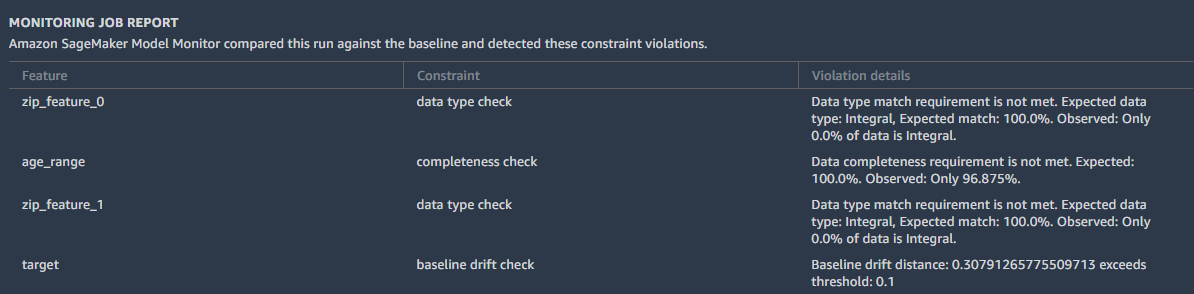 MONITORING JOB REPORT
Amazon SageMaker Model Monitor compared this run against the baseline and detected these constraint violations.
Feature Constraint Violation details
zip_feature_0 data type check Data type match requirement is not met. Expected data
type: Integral, Expected match: 100.0%. Observed: Only
0.0% of data is Integral.
age_range completeness check Data completeness requirement is not met. Expected:
100.0%. Observed: Only 96.875%.
zip_feature_1 data type check Data type match requirement is not met. Expected data
type: Integral, Expected match: 100.0%. Observed: Only
0.0% of data is Integral.
target baseline drift check Baseline drift distance: 0.30791265775509713 exceeds
threshold: 0.1